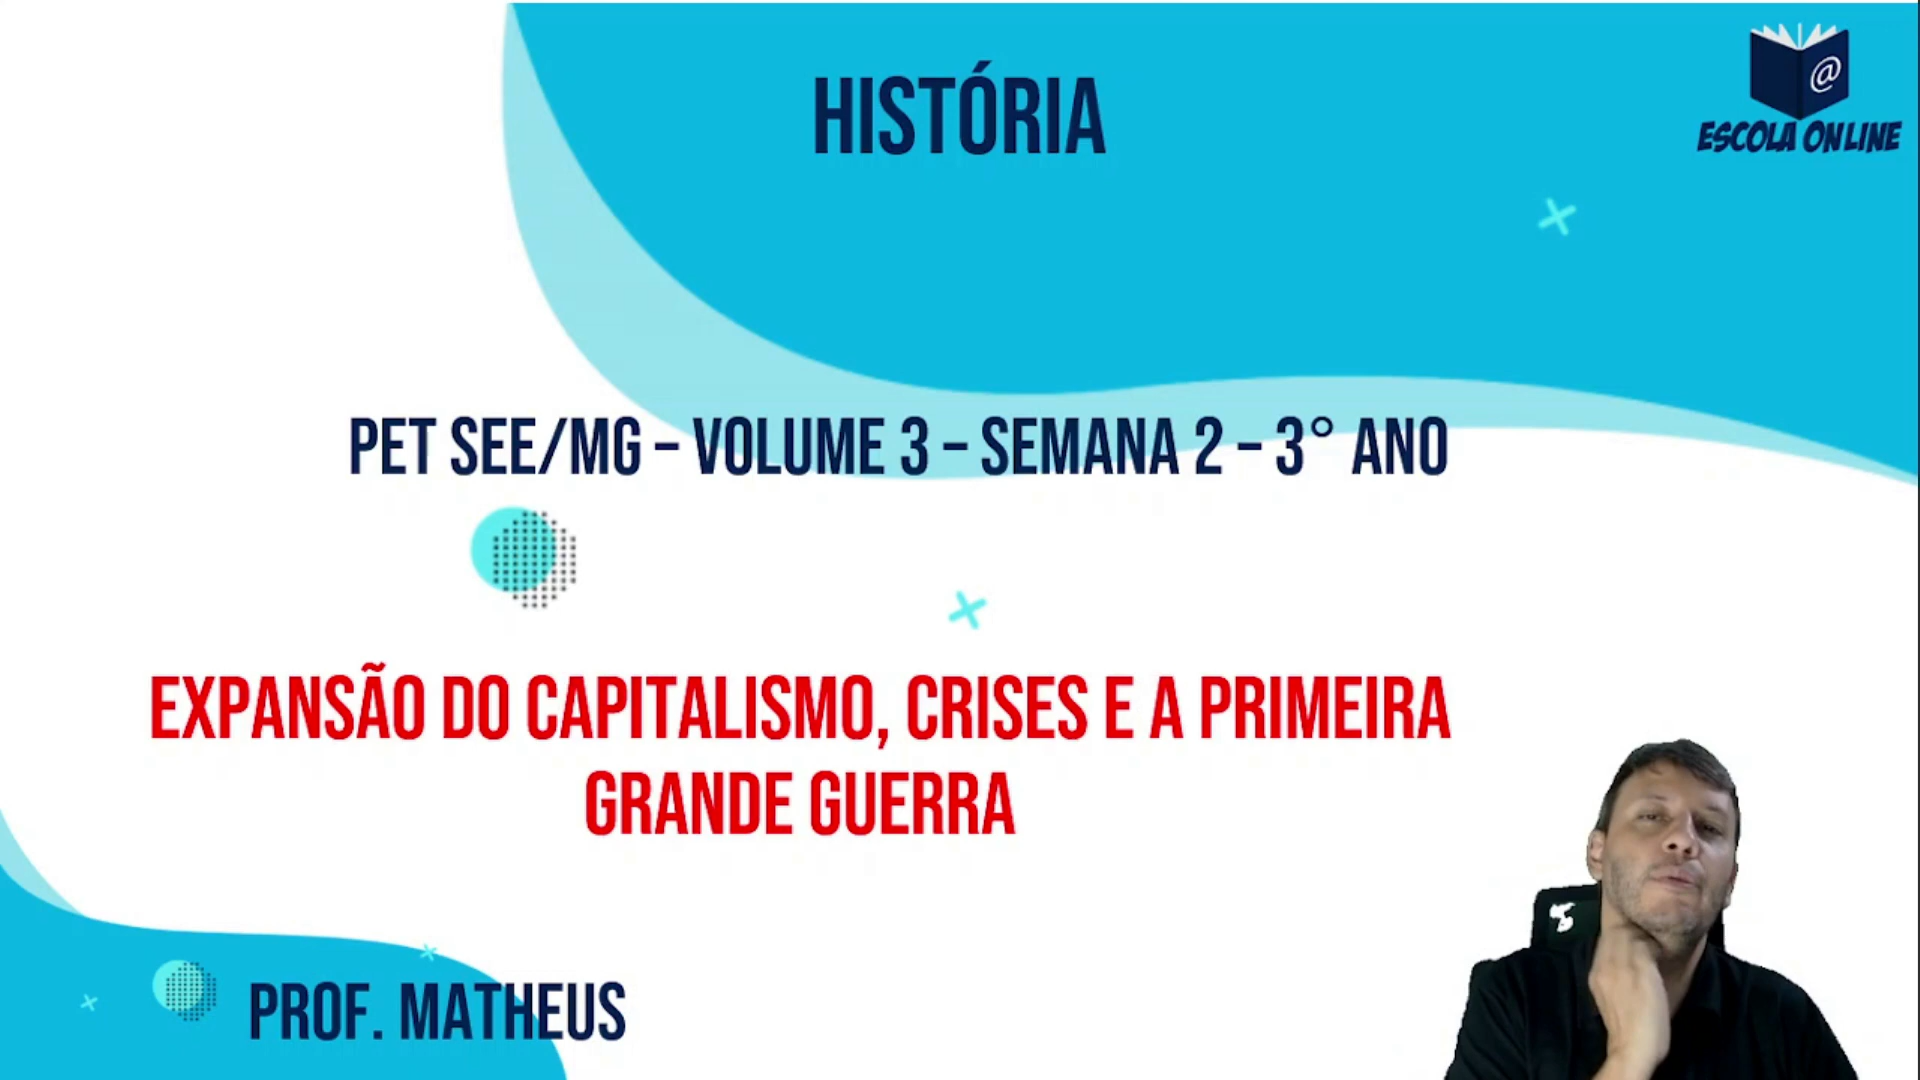 HISTÓRIA
@
ESCOLA ONLINE
PET SEE/MG – VOLUME 3 – SEMANA 2 – 3° ANO
EXPANSÃO DO CAPITALISMO, CRISES E A PRIMEIRA
GRANDE GUERRA
PROF. MATHEUS